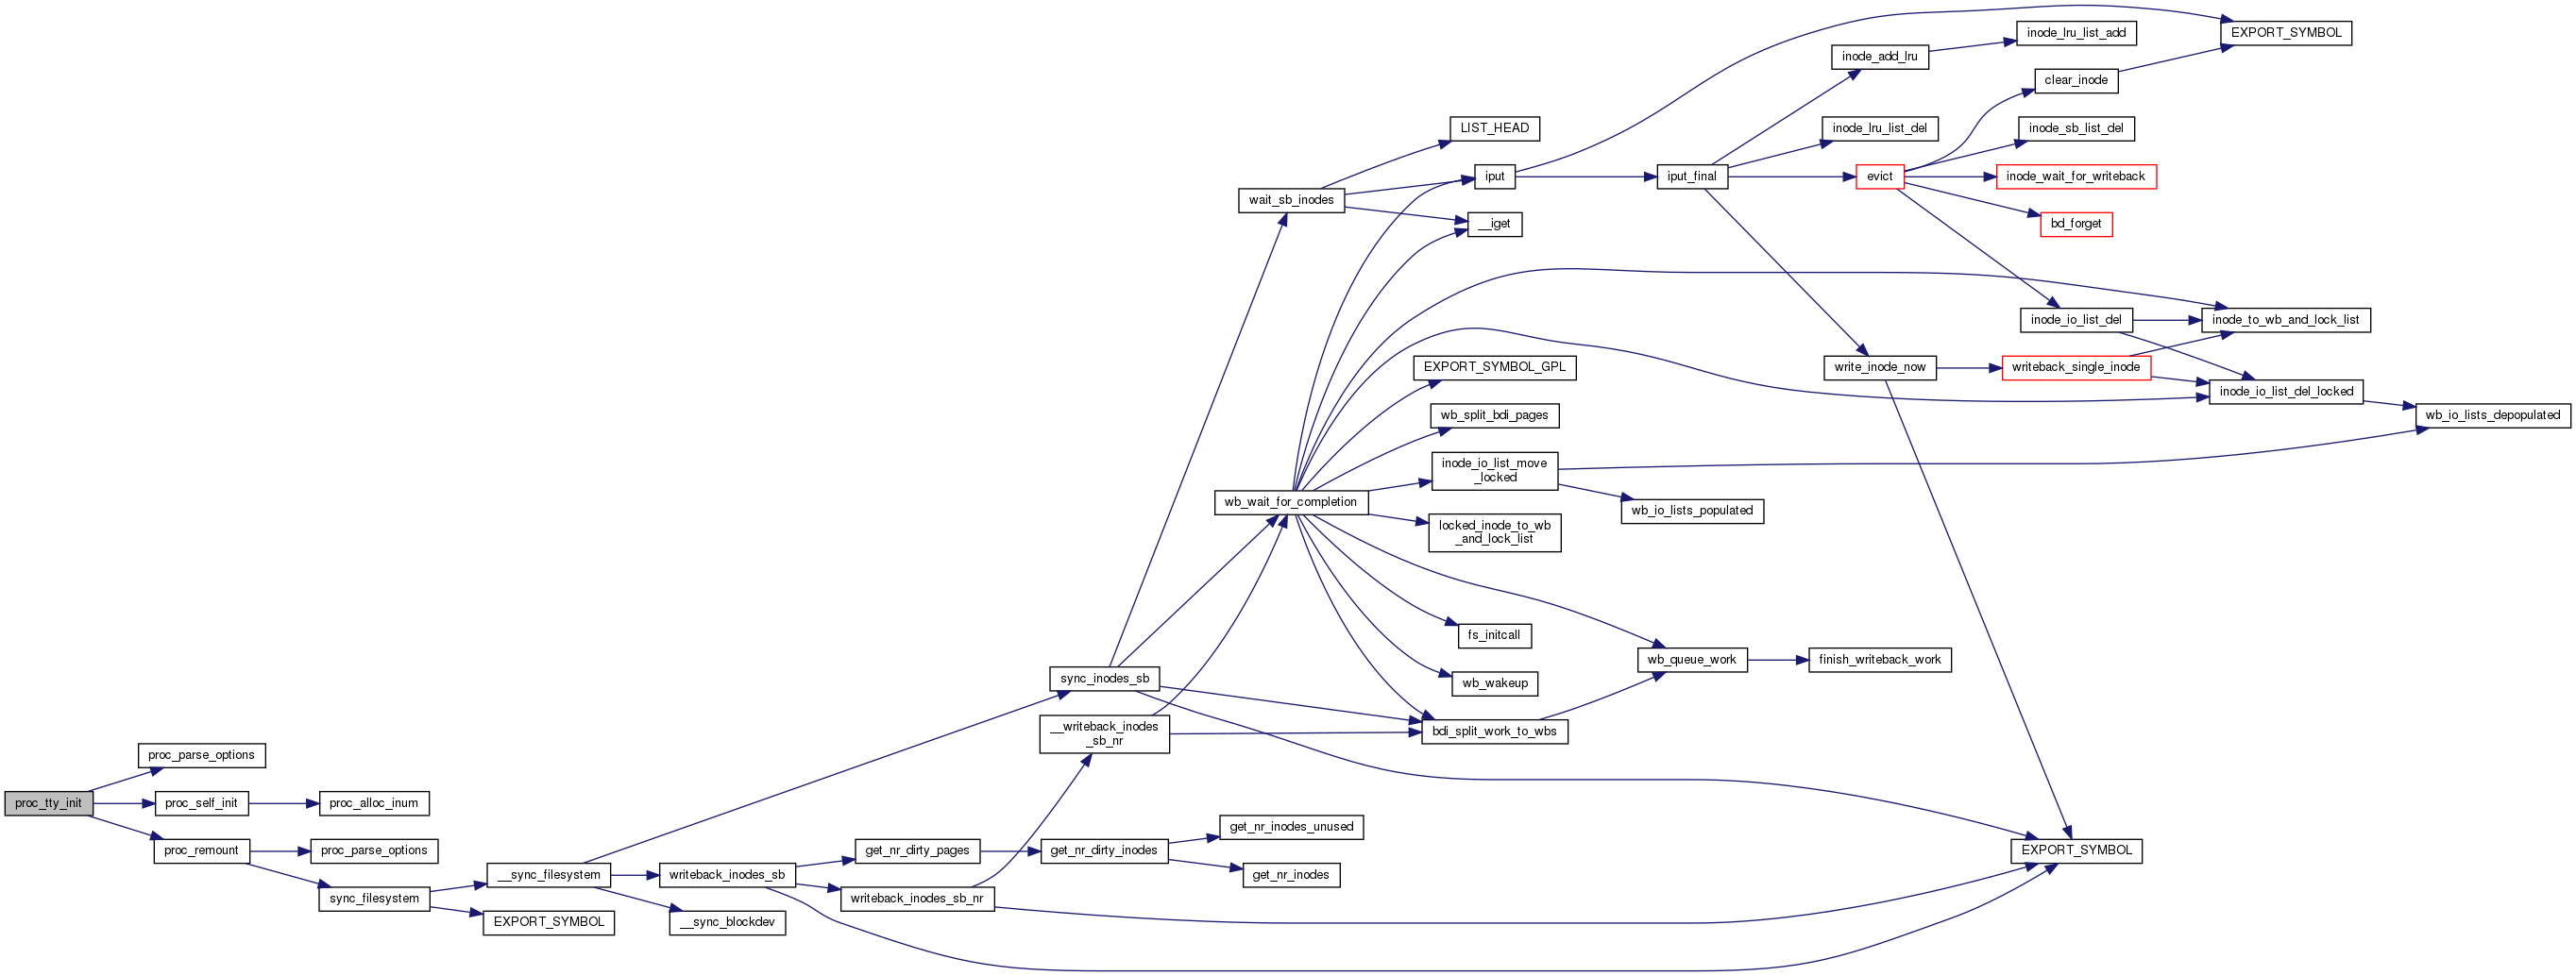 proc_tty_init
proc_parse_options
proc_self_init
proc_alloc_inum
proc_remount
proc_parse_options
sync_filesystem
__sync_filesystem
EXPORT_SYMBOL
writeback_inodes_sb
__sync_blockdev
get_nr_dirty_pages
writeback_inodes_sb_nr
sync_inodes_sb
__writeback_inodes
_sb_nr
get_nr_dirty_inodes
get_nr_inodes_unused
get_nr_inodes
wait_sb_inodes
wb_wait_for_completion
LIST_HEAD
iput
__iget
EXPORT_SYMBOL_GPL
wb_split_bdi_pages
inode_io_list_move
_locked
locked_inode_to_wb
_and_lock_list
fs_initcall
wb_wakeup
bdi_split_work_to_wbs
wb_io_lists_populated
wb_queue_work
finish_writeback_work
iput_final
inode_add_lru
inode_lru_list_del
evict
write_inode_now
inode_lru_list_add
clear_inode
inode_sb_list_del
inode_wait_for_writeback
bd_forget
inode_io_list_del
writeback_single_inode
EXPORT_SYMBOL
EXPORT_SYMBOL
inode_to_wb_and_lock_list
inode_io_list_del_locked
wb_io_lists_depopulated